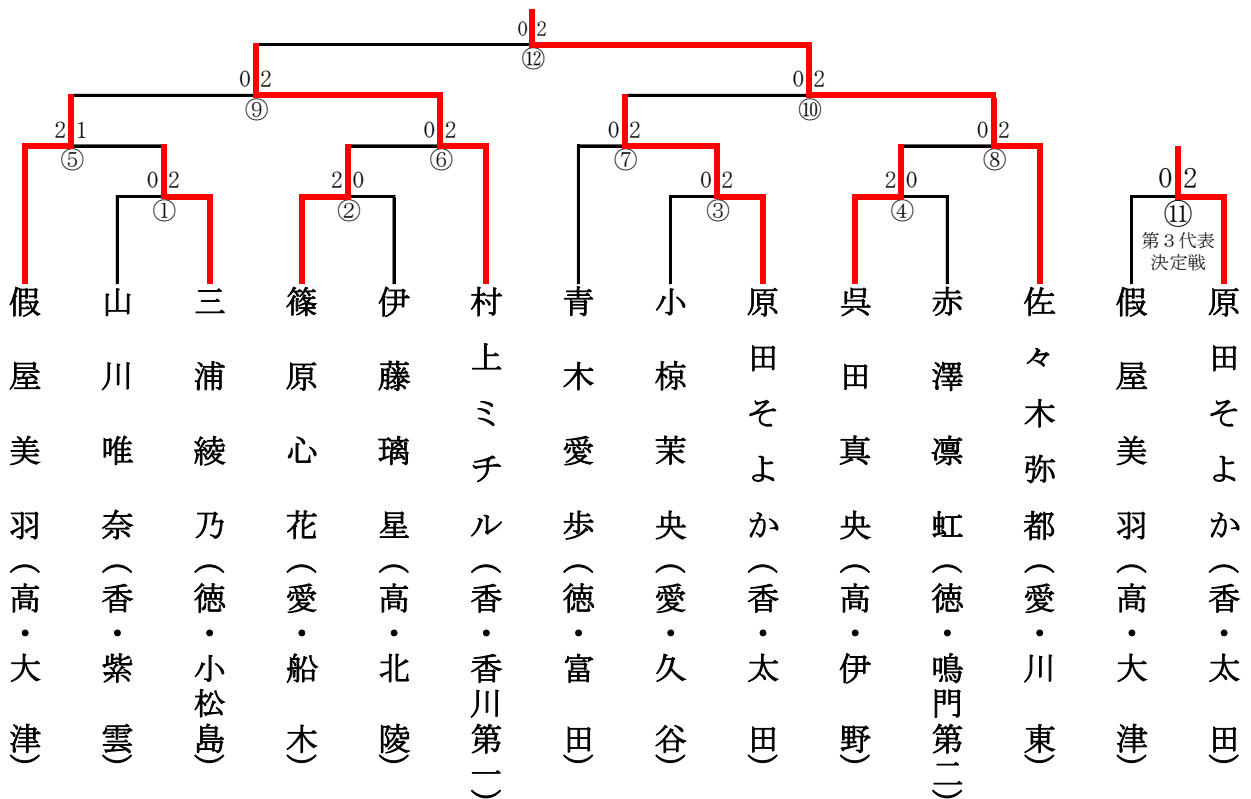 0 2
⑫
0 2
⑨
0 2
⑩
2 1
⑤
0 2
⑥
0 2
⑦
0 2
⑧
0 2
①
2 0
②
0 2
③
2 0
④
0 2
⑪
第3代表
決定戦
假屋美羽(高・大津)
山川唯奈(香・紫雲)
三浦綾乃(徳・小松島)
篠原心花(愛・船木)
伊藤璃星(高・北陵)
村上ミチル(香・香川第一)
青木愛歩(徳・富田)
小椋茉央(愛・久谷)
原田そよか(香・太田)
呉田真央(高・伊野)
赤澤凛虹(徳・鳴門第二)
佐々木弥都(愛・川東)
假屋美羽(高・大津)
原田そよか(香・太田)